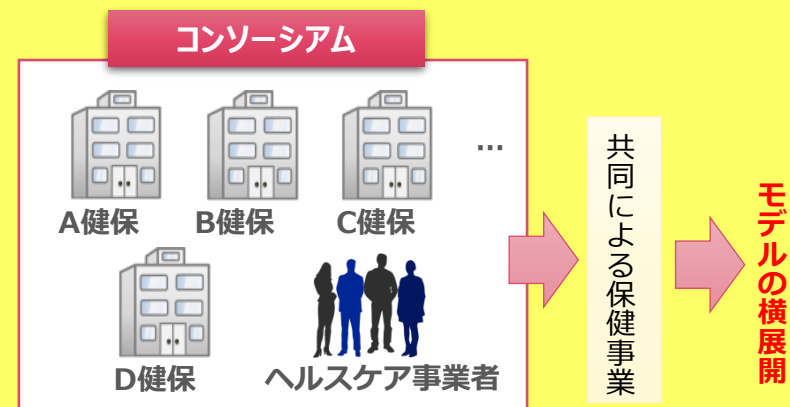 コンソーシアム
A健保
B健保
C健保
…
D健保
ヘルスケア事業者
共同による保健事業
モデルの横展開